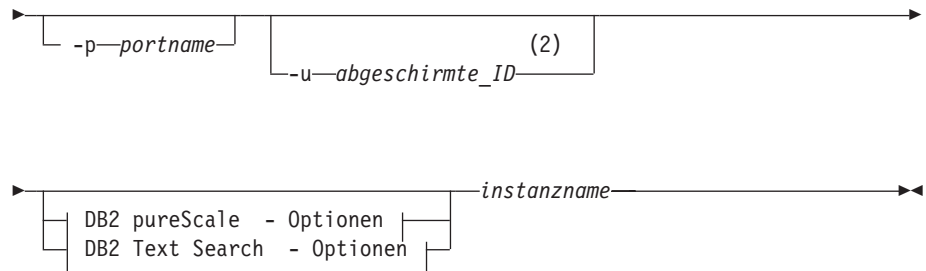 -p portname
(2)
-u abgeschirmte_ID
instanzname
DB2 pureScale - Optionen
DB2 Text Search - Optionen